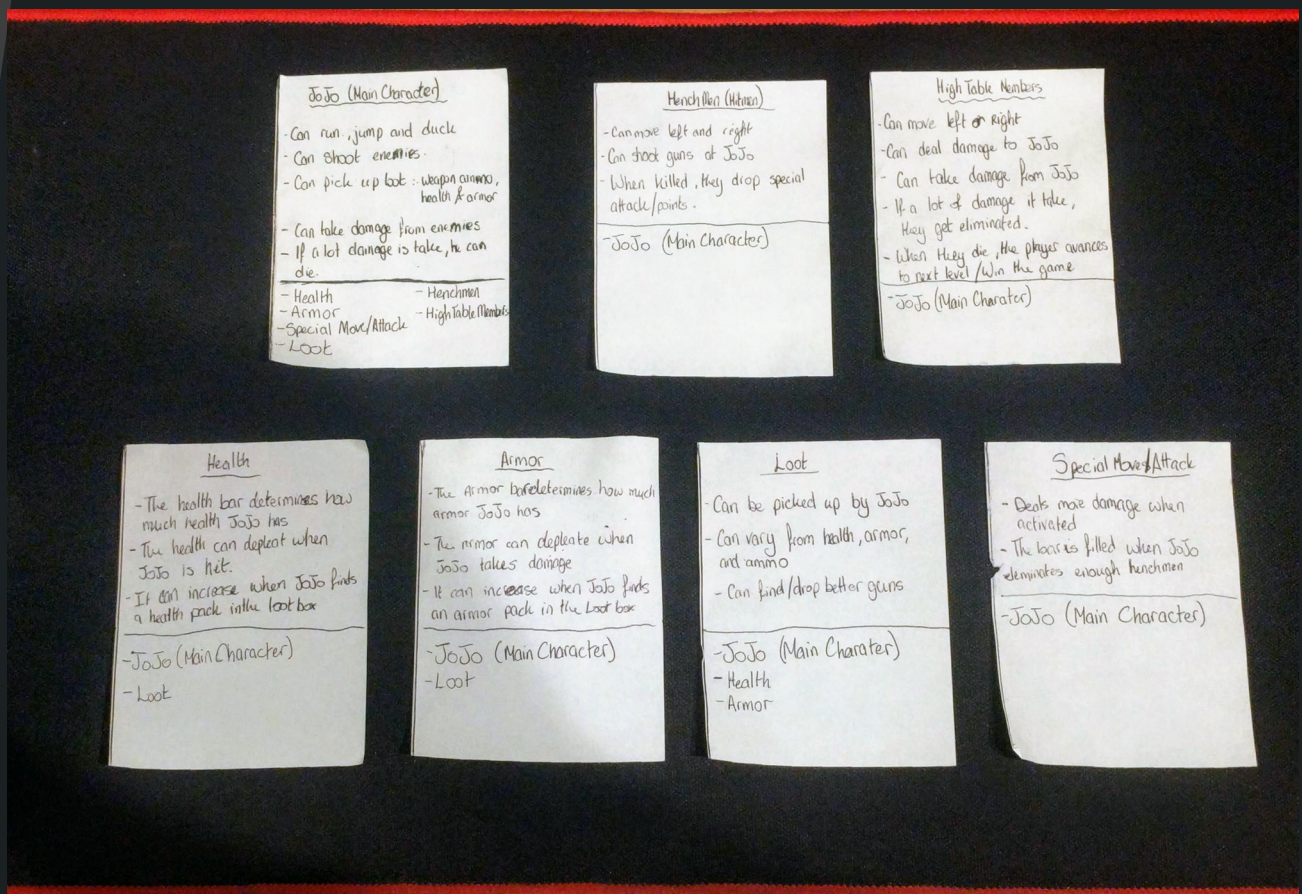 JoJo (Main Character)
- Can run, jump and duck
- Can shoot enemies.
- Can pick up loot : weapon ammo,
health & armor
- Can take damage from enemies
- If a lot damage is take, he can
die.
- Health
- Armor
- Special Move/Attack
- Loot
- Henchmen
- High Table Members
HenchMen (Hitmen)
- Can move left and right
- Can shoot guns at JoJo
- When killed, they drop special
attack/points.
- JoJo (Main Character)
High Table Members
- Can move left or Right
- Can deal damage to JoJo
- Can take damage from JoJo
- If a lot of damage it take,
they get eliminated.
- When they die, the player avances
to next level /Win the game
- JoJo (Main Charater)
Health
- The health bar determines how
much health JoJo has
- The health can depleat when
JoJo is hit.
- It can increase when JoJo finds
a health pack in the loot box
- JoJo (Main Character)
- Loot
Armor
- The Armor bar determines how much
armor JoJo has
- The armor can depleate when
JoJo takes damage
- It can increase when JoJo finds
an armor pack in the Loot box
- JoJo (Main Character)
- Loot
Loot
- Can be picked up by JoJo
- Can vary from health, armor,
and ammo
- Can find/drop better guns
- JoJo (Main Charater)
- Health
- Armor
Special Moves/Attack
- Deals more damage when
activated
- The bar is filled when JoJo
eleminates enough henchmen
- JoJo (Main Character)